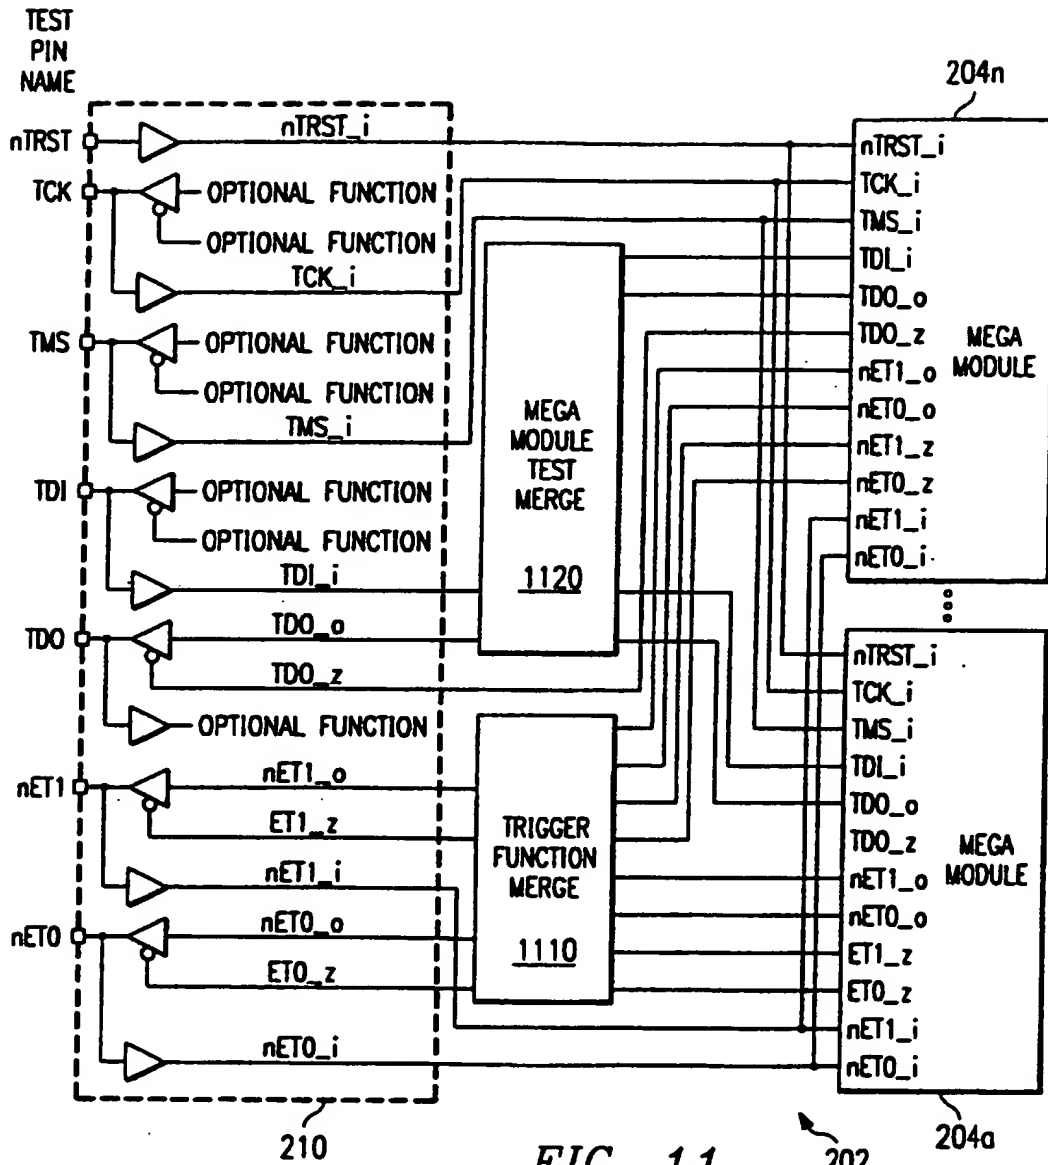 TEST
PIN
NAME
nTRST
nTRST_i
TCK
OPTIONAL FUNCTION
OPTIONAL FUNCTION
TCK_i
TMS
OPTIONAL FUNCTION
OPTIONAL FUNCTION
TMS_i
TDI
OPTIONAL FUNCTION
OPTIONAL FUNCTION
TDI_i
TDO
TDO_o
TDO_z
OPTIONAL FUNCTION
nET1
nET1_o
ET1_z
nET1_i
nET0
nET0_o
ET0_z
nET0_i
210
MEGA
MODULE
TEST
MERGE
1120
TRIGGER
FUNCTION
MERGE
1110
204n
nTRST_i
TCK_i
TMS_i
TDI_i
TDO_o
TDO_z
nET1_o
nET0_o
nET1_z
nET0_z
nET1_i
nET0_i
MEGA
MODULE
nTRST_i
TCK_i
TMS_i
TDI_i
TDO_o
TDO_z
nET1_o
nET0_o
ET1_z
ET0_z
nET1_i
nET0_i
MEGA
MODULE
204a
202
FIG. 11